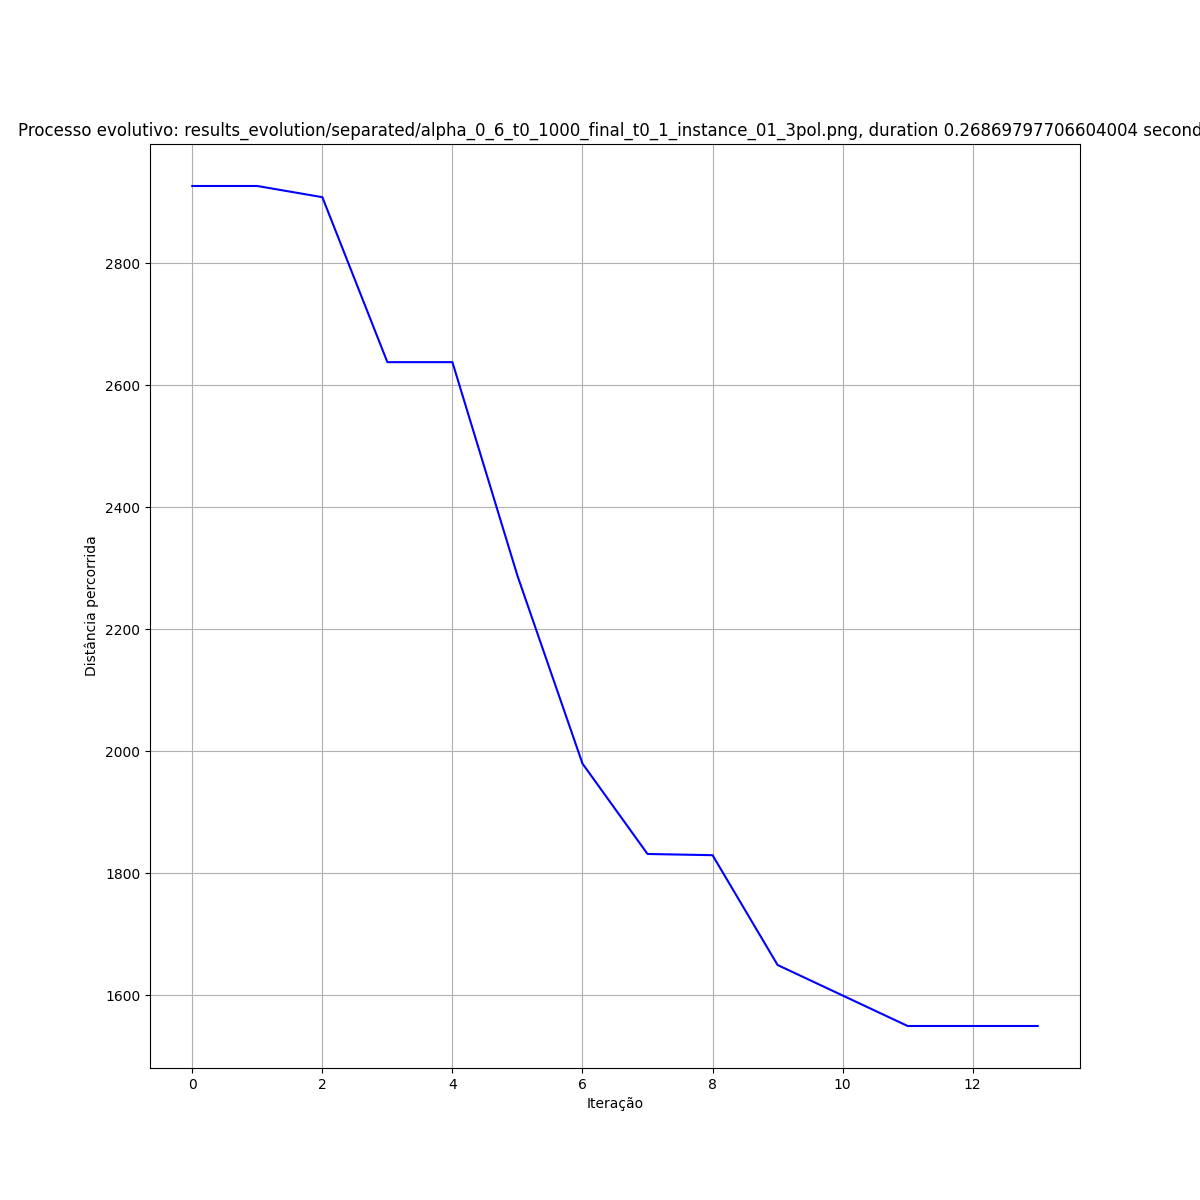 Processo evolutivo: results_evolution/separated/alpha_0_6_t0_1000_final_t0_1_instance_01_3pol.png, duration 0.26869797706604004 second
2800
2600
2400
2200
2000
1800
1600
Distância percorrida
0 2 4 6 8 10 12
Iteração